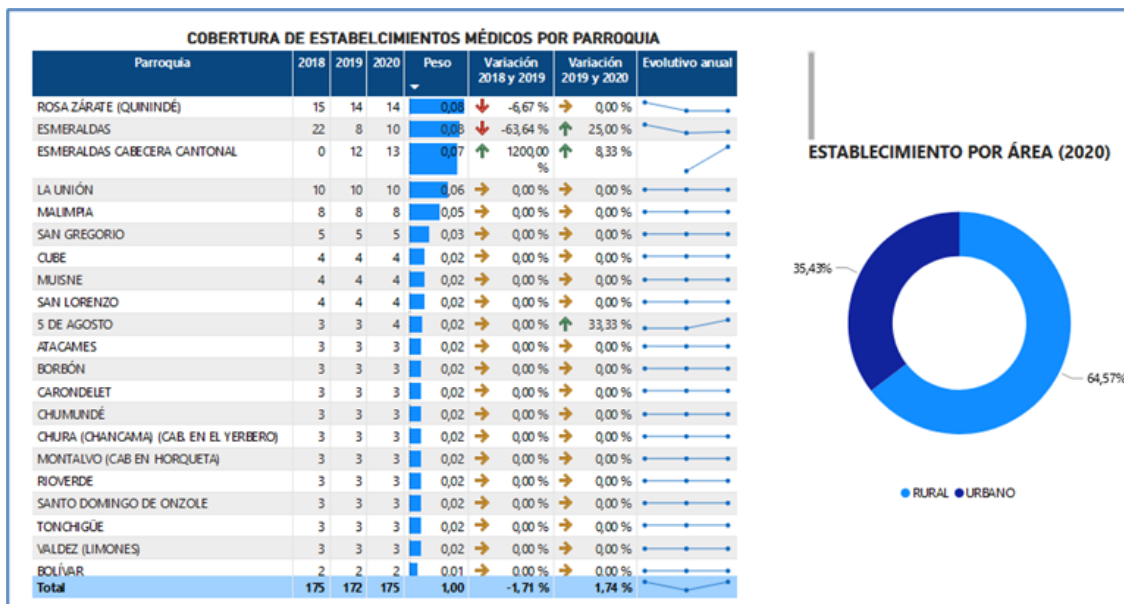 COBERTURA DE ESTABELCIMIENTOS MÉDICOS POR PARROQUIA
Parroquia 2018 2019 2020 Peso Variación 2018 y 2019 Variación 2019 y 2020 Evolutivo anual
ROSA ZÁRATE (QUININDÉ) 15 14 14 0,08 -6,67 % 0,00 %
ESMERALDAS 22 8 10 0,08 -63,64 % 25,00 %
ESMERALDAS CABECERA CANTONAL 0 12 13 0,07 1200,00 % 8,33 %
LA UNIÓN 10 10 10 0,06 0,00 % 0,00 %
MALIMPIA 8 8 8 0,05 0,00 % 0,00 %
SAN GREGORIO 5 5 5 0,03 0,00 % 0,00 %
CUBE 4 4 4 0,02 0,00 % 0,00 %
MUISNE 4 4 4 0,02 0,00 % 0,00 %
SAN LORENZO 4 4 4 0,02 0,00 % 0,00 %
5 DE AGOSTO 3 3 4 0,02 0,00 % 33,33 %
ATACAMES 3 3 3 0,02 0,00 % 0,00 %
BORBÓN 3 3 3 0,02 0,00 % 0,00 %
CARONDELET 3 3 3 0,02 0,00 % 0,00 %
CHUMUNDÉ 3 3 3 0,02 0,00 % 0,00 %
CHURA (CHANCAMA) (CAB. EN EL YERBERO) 3 3 3 0,02 0,00 % 0,00 %
MONTALVO (CAB EN HORQUETA) 3 3 3 0,02 0,00 % 0,00 %
RIOVERDE 3 3 3 0,02 0,00 % 0,00 %
SANTO DOMINGO DE ONZOLE 3 3 3 0,02 0,00 % 0,00 %
TONCHIGÜE 3 3 3 0,02 0,00 % 0,00 %
VALDEZ (LIMONES) 3 3 3 0,02 0,00 % 0,00 %
BOLÍVAR 2 2 2 0,01 0,00 % 0,00 %
Total 175 172 175 1,00 -1,71 % 1,74 %
ESTABLECIMIENTO POR ÁREA (2020)
35,43%
64,57%
RURAL URBANO